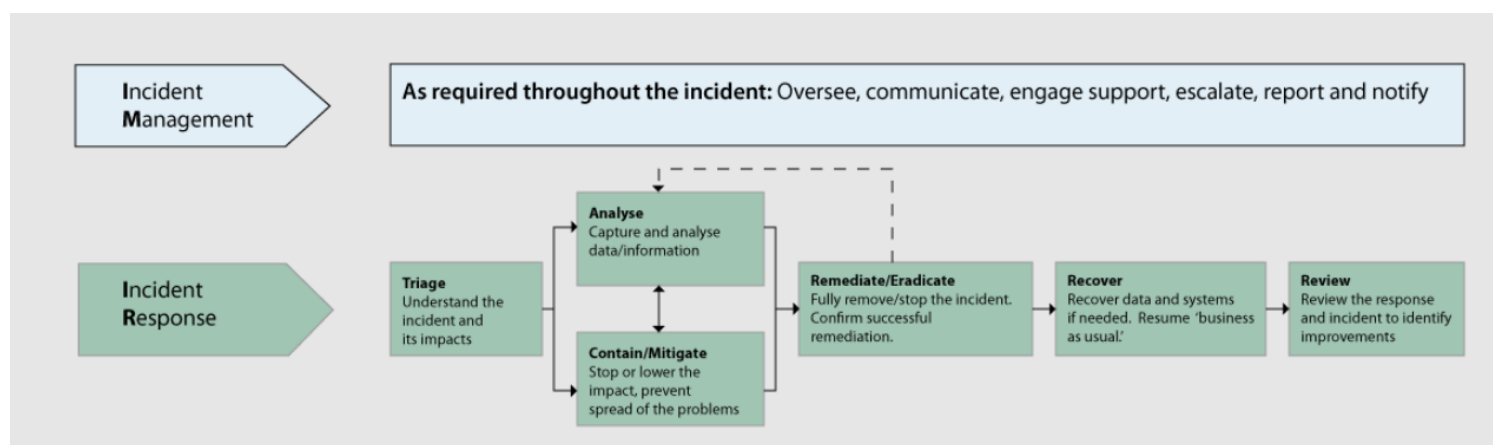 Incident
Management
As required throughout the incident: Oversee, communicate, engage support, escalate, report and notify
Incident
Response
Triage
Understand the
incident and
its impacts
Analyse
Capture and analyse
data/information
Contain/Mitigate
Stop or lower the
impact, prevent
spread of the problems
Remediate/Eradicate
Fully remove/stop the incident.
Confirm successful
remediation.
Recover
Recover data and systems
if needed. Resume ‘business
as usual.’
Review
Review the response
and incident to identify
improvements